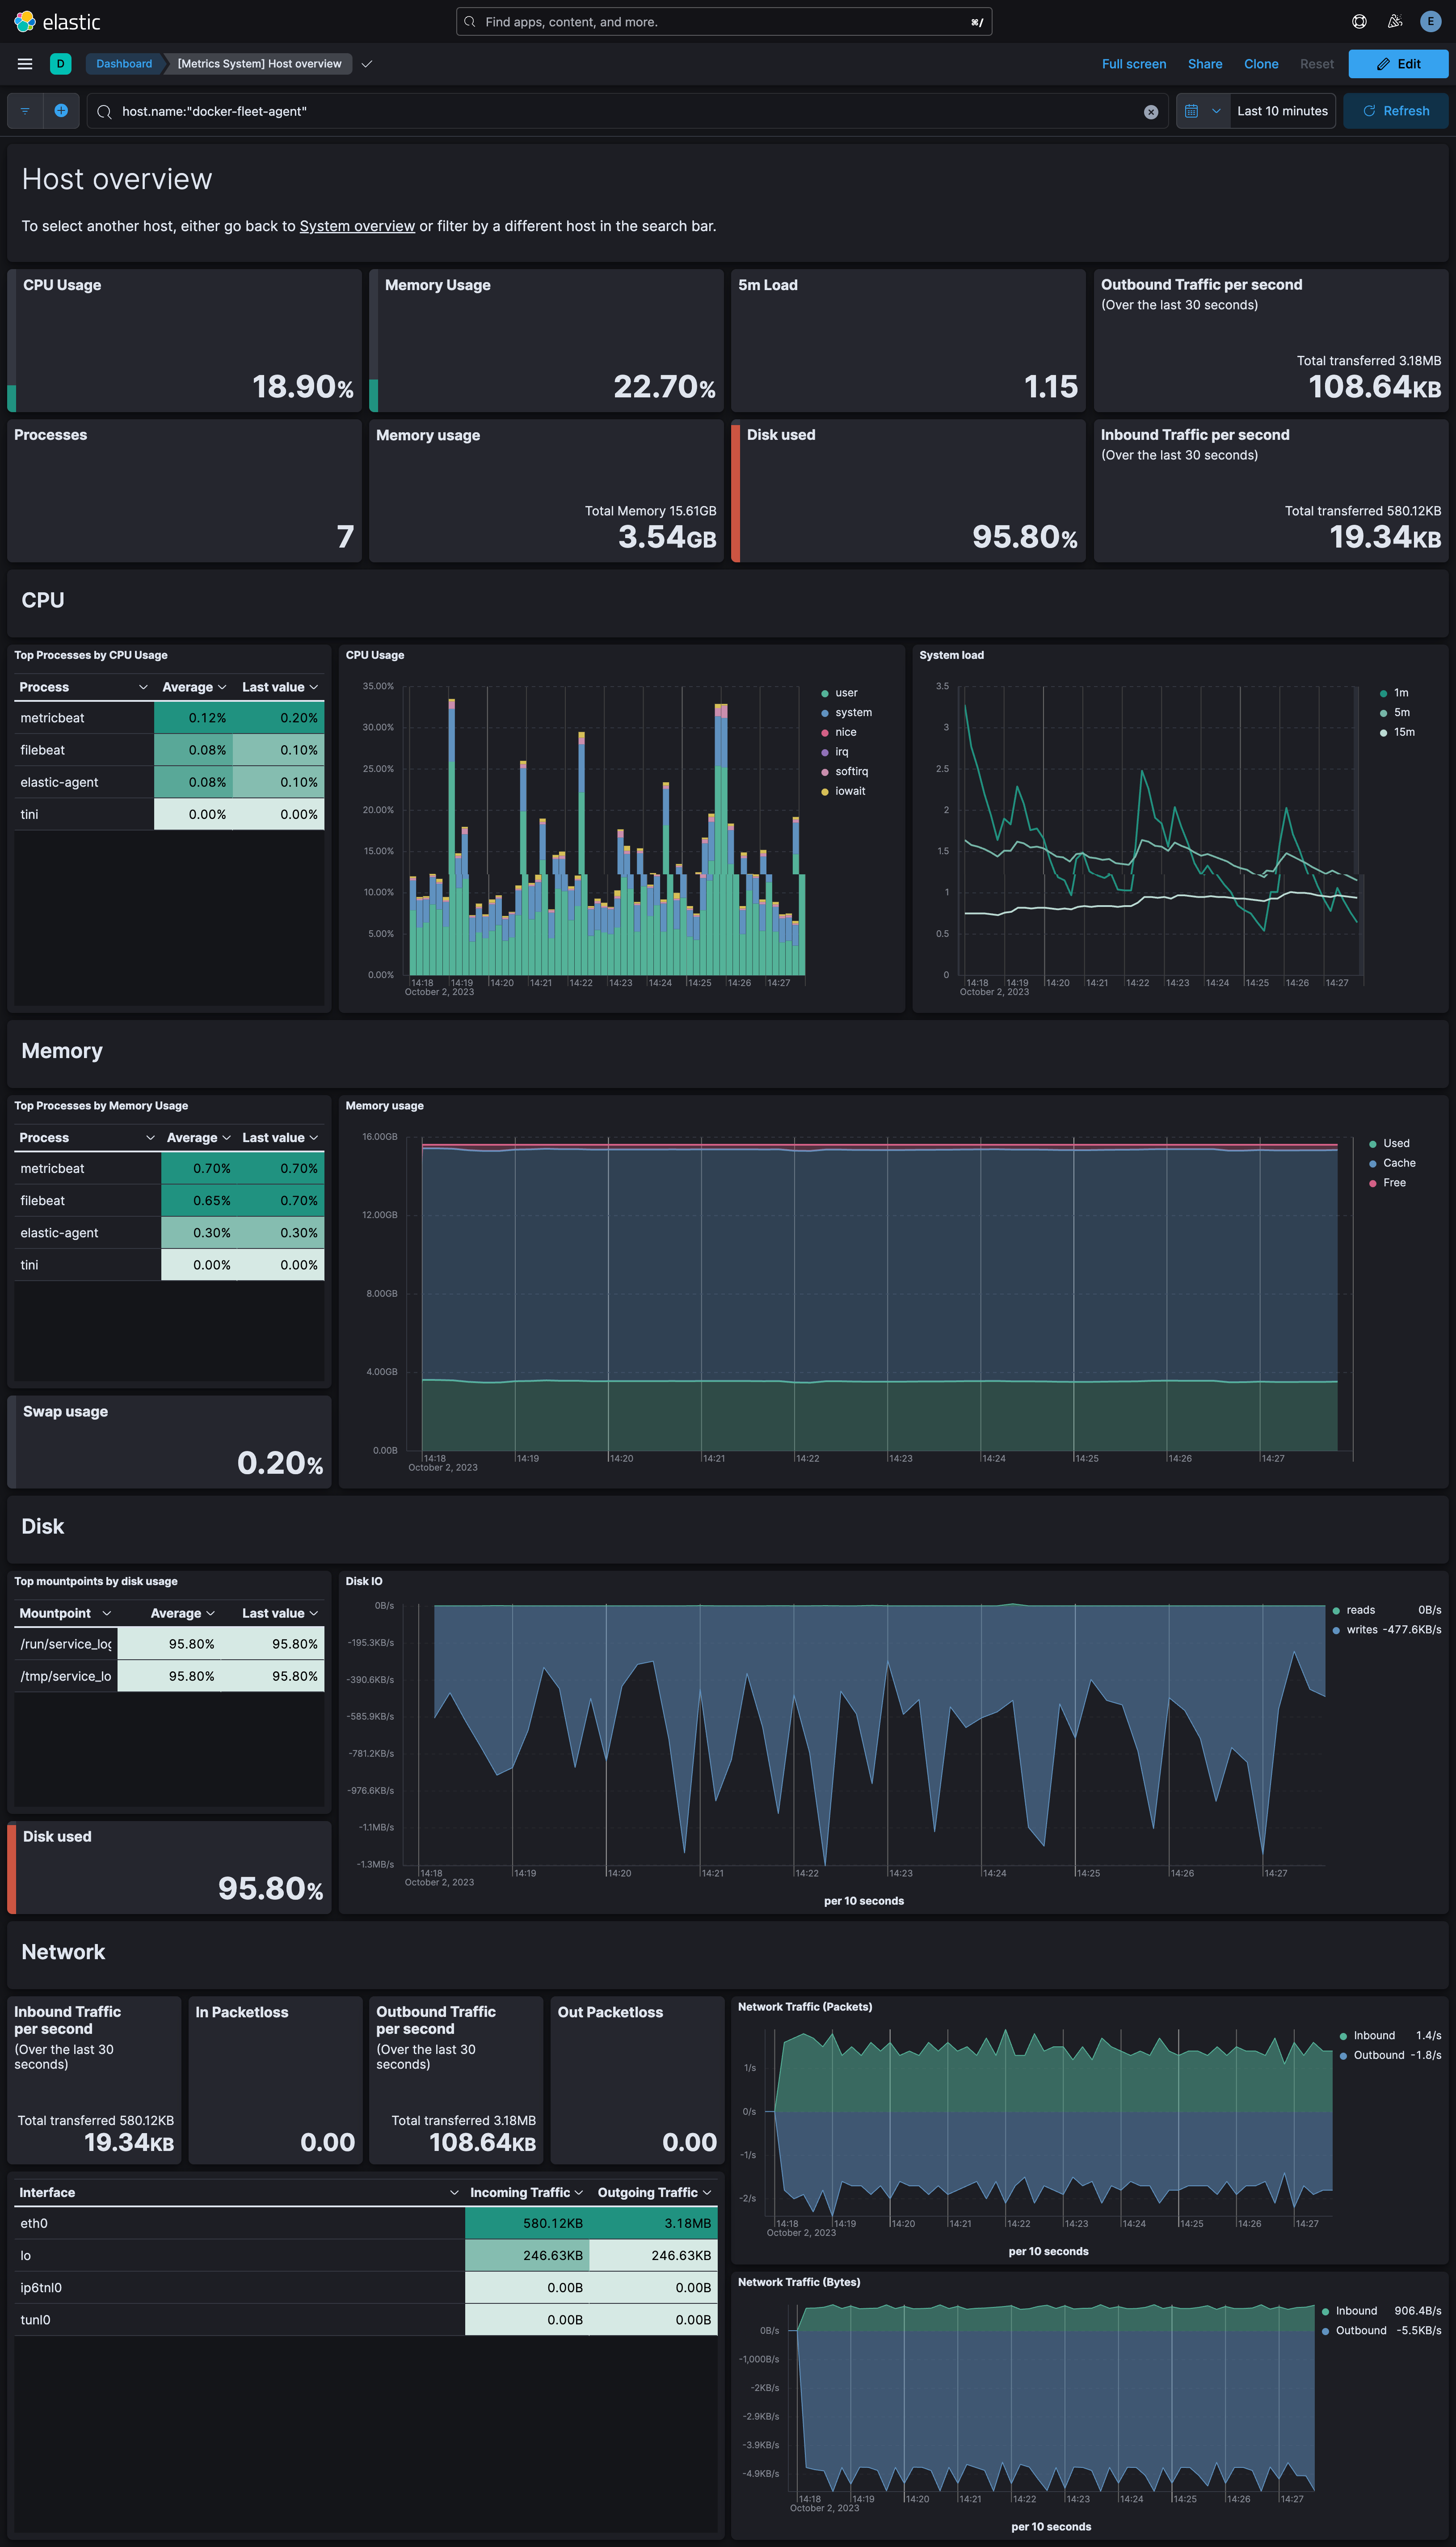 elastic
Find apps, content, and more.
⌘/
E
D
Dashboard
[Metrics System] Host overview
Full screen
Share
Clone
Reset
Edit
host.name:"docker-fleet-agent"
Last 10 minutes
Refresh
Host overview
To select another host, either go back to System overview or filter by a different host in the search bar.
CPU Usage
18.90%
Memory Usage
22.70%
5m Load
1.15
Outbound Traffic per second
(Over the last 30 seconds)
Total transferred 3.18MB
108.64KB
Processes
7
Memory usage
Total Memory 15.61GB
3.54GB
Disk used
95.80%
Inbound Traffic per second
(Over the last 30 seconds)
Total transferred 580.12KB
19.34KB
CPU
Top Processes by CPU Usage
Process Average Last value
metricbeat 0.12% 0.20%
filebeat 0.08% 0.10%
elastic-agent 0.08% 0.10%
tini 0.00% 0.00%
CPU Usage
35.00%
30.00%
25.00%
20.00%
15.00%
10.00%
5.00%
0.00%
14:18 14:19 14:20 14:21 14:22 14:23 14:24 14:25 14:26 14:27
October 2, 2023
user
system
nice
irq
softirq
iowait
System load
3.5
3
2.5
2
1.5
1
0.5
0
14:18 14:19 14:20 14:21 14:22 14:23 14:24 14:25 14:26 14:27
October 2, 2023
1m
5m
15m
Memory
Top Processes by Memory Usage
Process Average Last value
metricbeat 0.70% 0.70%
filebeat 0.65% 0.70%
elastic-agent 0.30% 0.30%
tini 0.00% 0.00%
Swap usage
0.20%
Memory usage
16.00GB
12.00GB
8.00GB
4.00GB
0.00B
14:18 14:19 14:20 14:21 14:22 14:23 14:24 14:25 14:26 14:27
October 2, 2023
Used
Cache
Free
Disk
Top mountpoints by disk usage
Mountpoint Average Last value
/run/service_log 95.80% 95.80%
/tmp/service_lo 95.80% 95.80%
Disk used
95.80%
Disk IO
0B/s
-195.3KB/s
-390.6KB/s
-585.9KB/s
-781.2KB/s
-976.6KB/s
-1.1MB/s
-1.3MB/s
14:18 14:19 14:20 14:21 14:22 14:23 14:24 14:25 14:26 14:27
October 2, 2023
per 10 seconds
reads 0B/s
writes -477.6KB/s
Network
Inbound Traffic
per second
(Over the last 30
seconds)
Total transferred 580.12KB
19.34KB
In Packetloss
0.00
Outbound Traffic
per second
(Over the last 30
seconds)
Total transferred 3.18MB
108.64KB
Out Packetloss
0.00
Interface Incoming Traffic Outgoing Traffic
eth0 580.12KB 3.18MB
lo 246.63KB 246.63KB
ip6tnl0 0.00B 0.00B
tunl0 0.00B 0.00B
Network Traffic (Packets)
1/s
0/s
-1/s
-2/s
14:18 14:19 14:20 14:21 14:22 14:23 14:24 14:25 14:26 14:27
October 2, 2023
per 10 seconds
Inbound 1.4/s
Outbound -1.8/s
Network Traffic (Bytes)
0B/s
-1,000B/s
-2KB/s
-2.9KB/s
-3.9KB/s
-4.9KB/s
14:18 14:19 14:20 14:21 14:22 14:23 14:24 14:25 14:26 14:27
October 2, 2023
per 10 seconds
Inbound 906.4B/s
Outbound -5.5KB/s